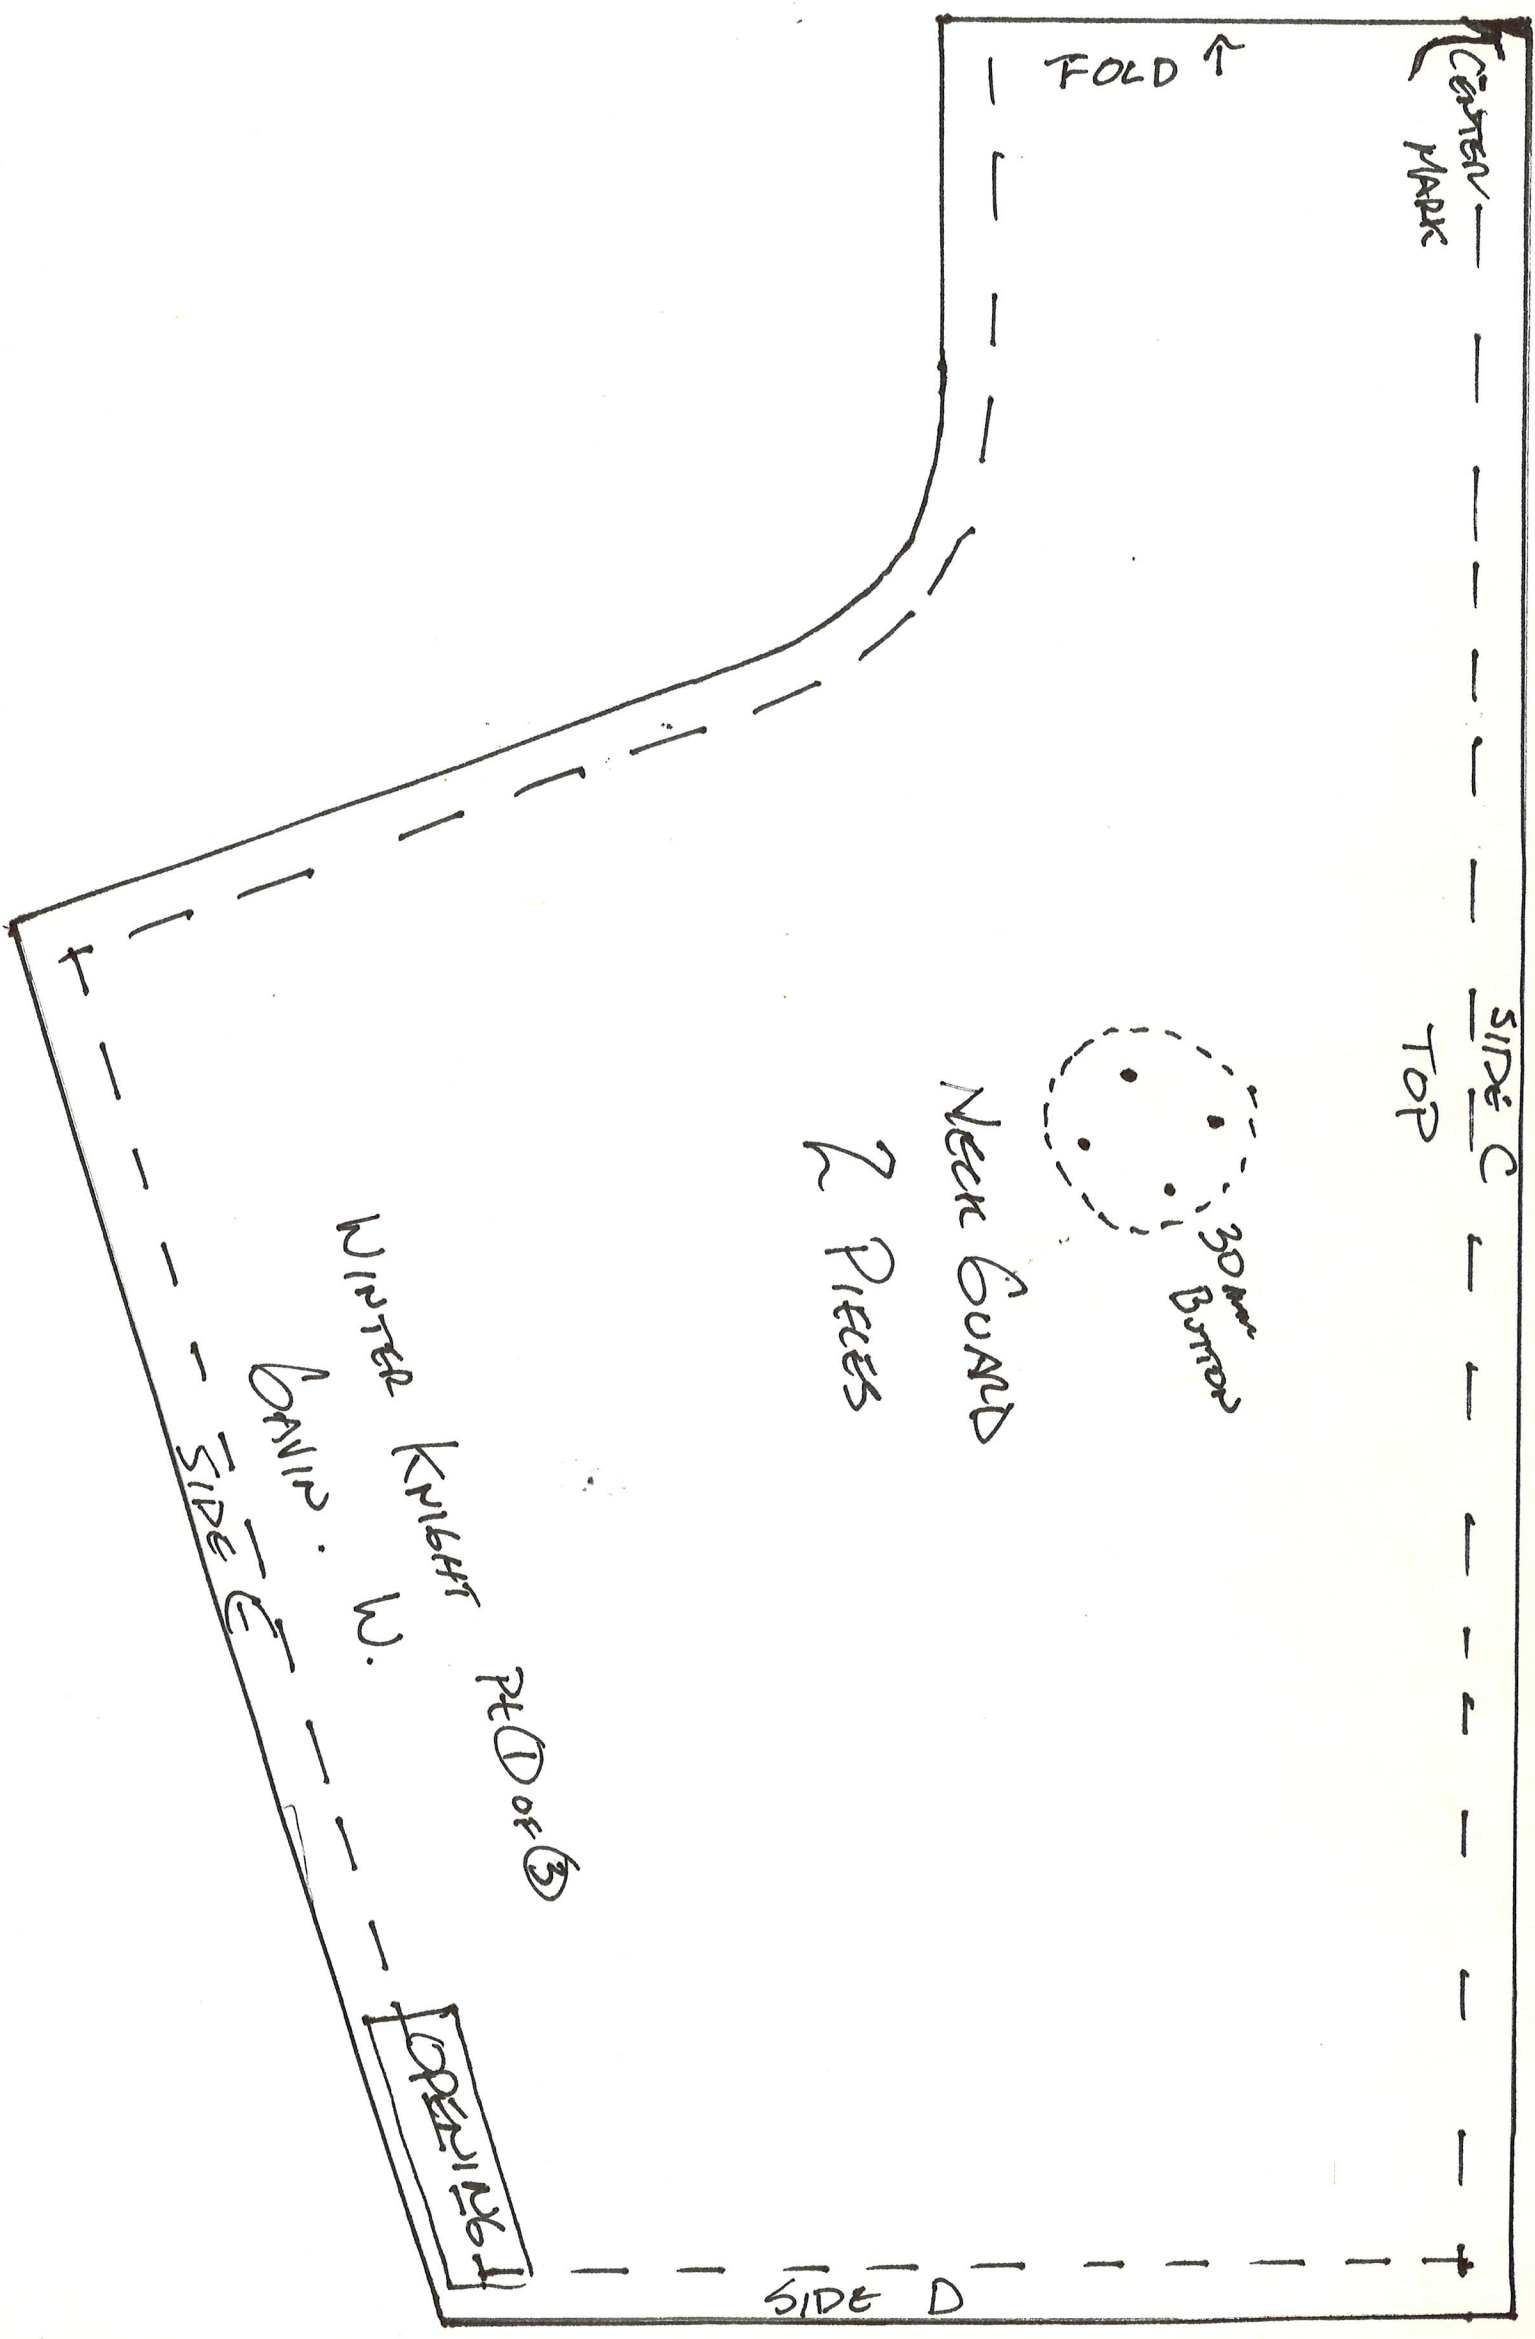 FOLD ↑
CENTER
MARK
SIDE C
TOP
30mm
BUTTON
NECK GUARD
2 PIECES
WINTER KNIGHT PT ① OF ③
GAVIN. W.
SIDE E
OPENING
SIDE D